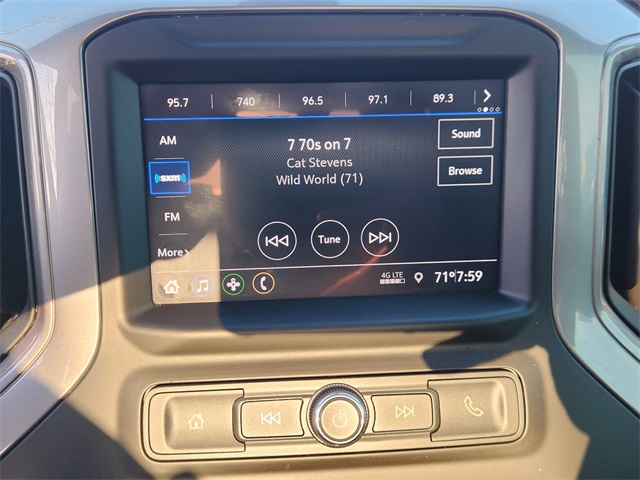 95.7 740 96.5 97.1 89.3
AM
7 70s on 7
Sound
Cat Stevens
Wild World (71)
Browse
sxm
FM
Tune
More
4G LTE
71° 7:59